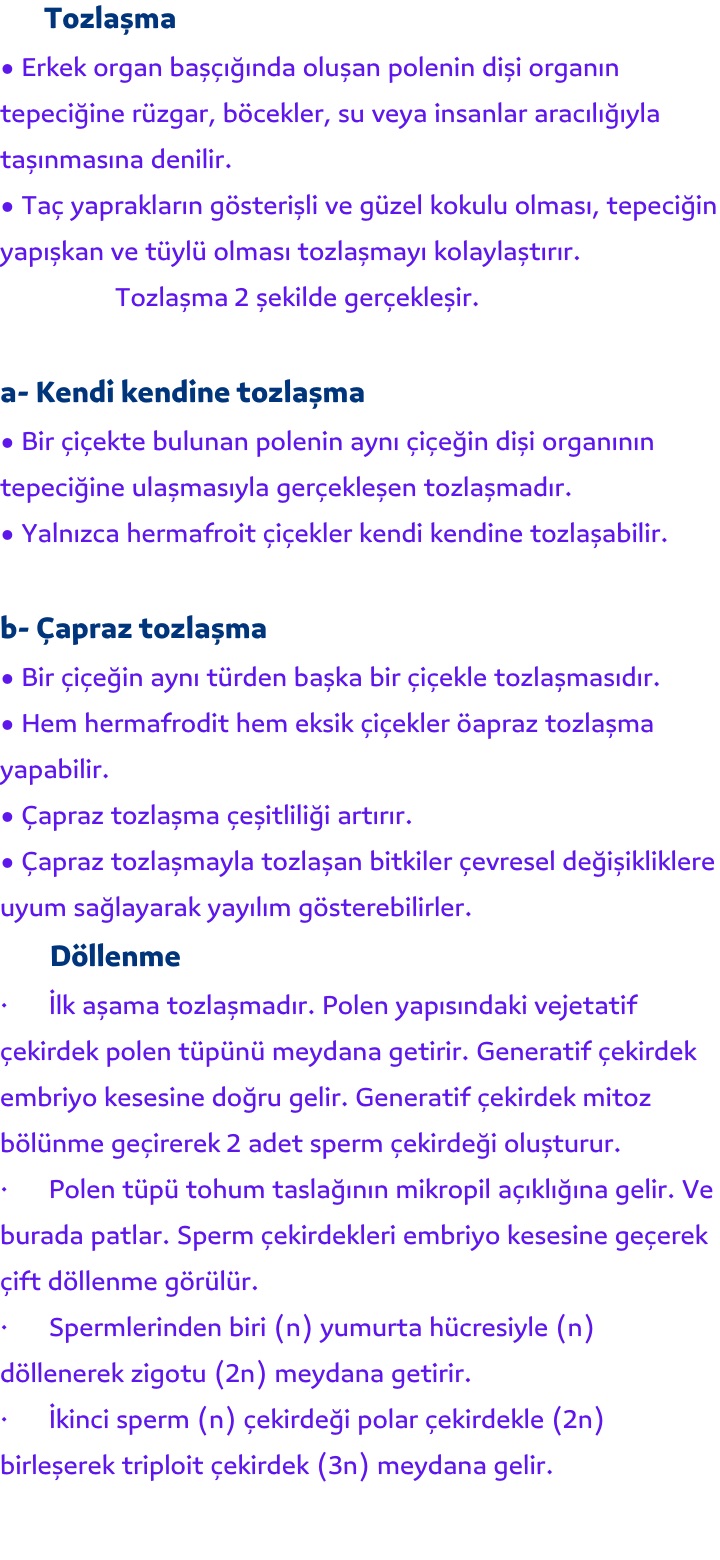 Tozlaşma
• Erkek organ başçığında oluşan polenin dişi organın
tepeciğine rüzgar, böcekler, su veya insanlar aracılığıyla
taşınmasına denilir.
• Taç yaprakların gösterişli ve güzel kokulu olması, tepeciğin
yapışkan ve tüylü olması tozlaşmayı kolaylaştırır.
Tozlaşma 2 şekilde gerçekleşir.
a- Kendi kendine tozlaşma
• Bir çiçekte bulunan polenin aynı çiçeğin dişi organının
tepeciğine ulaşmasıyla gerçekleşen tozlaşmadır.
• Yalnızca hermafroit çiçekler kendi kendine tozlaşabilir.
b- Çapraz tozlaşma
• Bir çiçeğin aynı türden başka bir çiçekle tozlaşmasıdır.
• Hem hermafrodit hem eksik çiçekler öapraz tozlaşma
yapabilir.
• Çapraz tozlaşma çeşitliliği artırır.
• Çapraz tozlaşmayla tozlaşan bitkiler çevresel değişikliklere
uyum sağlayarak yayılım gösterebilirler.
Döllenme
· İlk aşama tozlaşmadır. Polen yapısındaki vejetatif
çekirdek polen tüpünü meydana getirir. Generatif çekirdek
embriyo kesesine doğru gelir. Generatif çekirdek mitoz
bölünme geçirerek 2 adet sperm çekirdeği oluşturur.
· Polen tüpü tohum taslağının mikropil açıklığına gelir. Ve
burada patlar. Sperm çekirdekleri embriyo kesesine geçerek
çift döllenme görülür.
· Spermlerinden biri (n) yumurta hücresiyle (n)
döllenerek zigotu (2n) meydana getirir.
· İkinci sperm (n) çekirdeği polar çekirdekle (2n)
birleşerek triploit çekirdek (3n) meydana gelir.